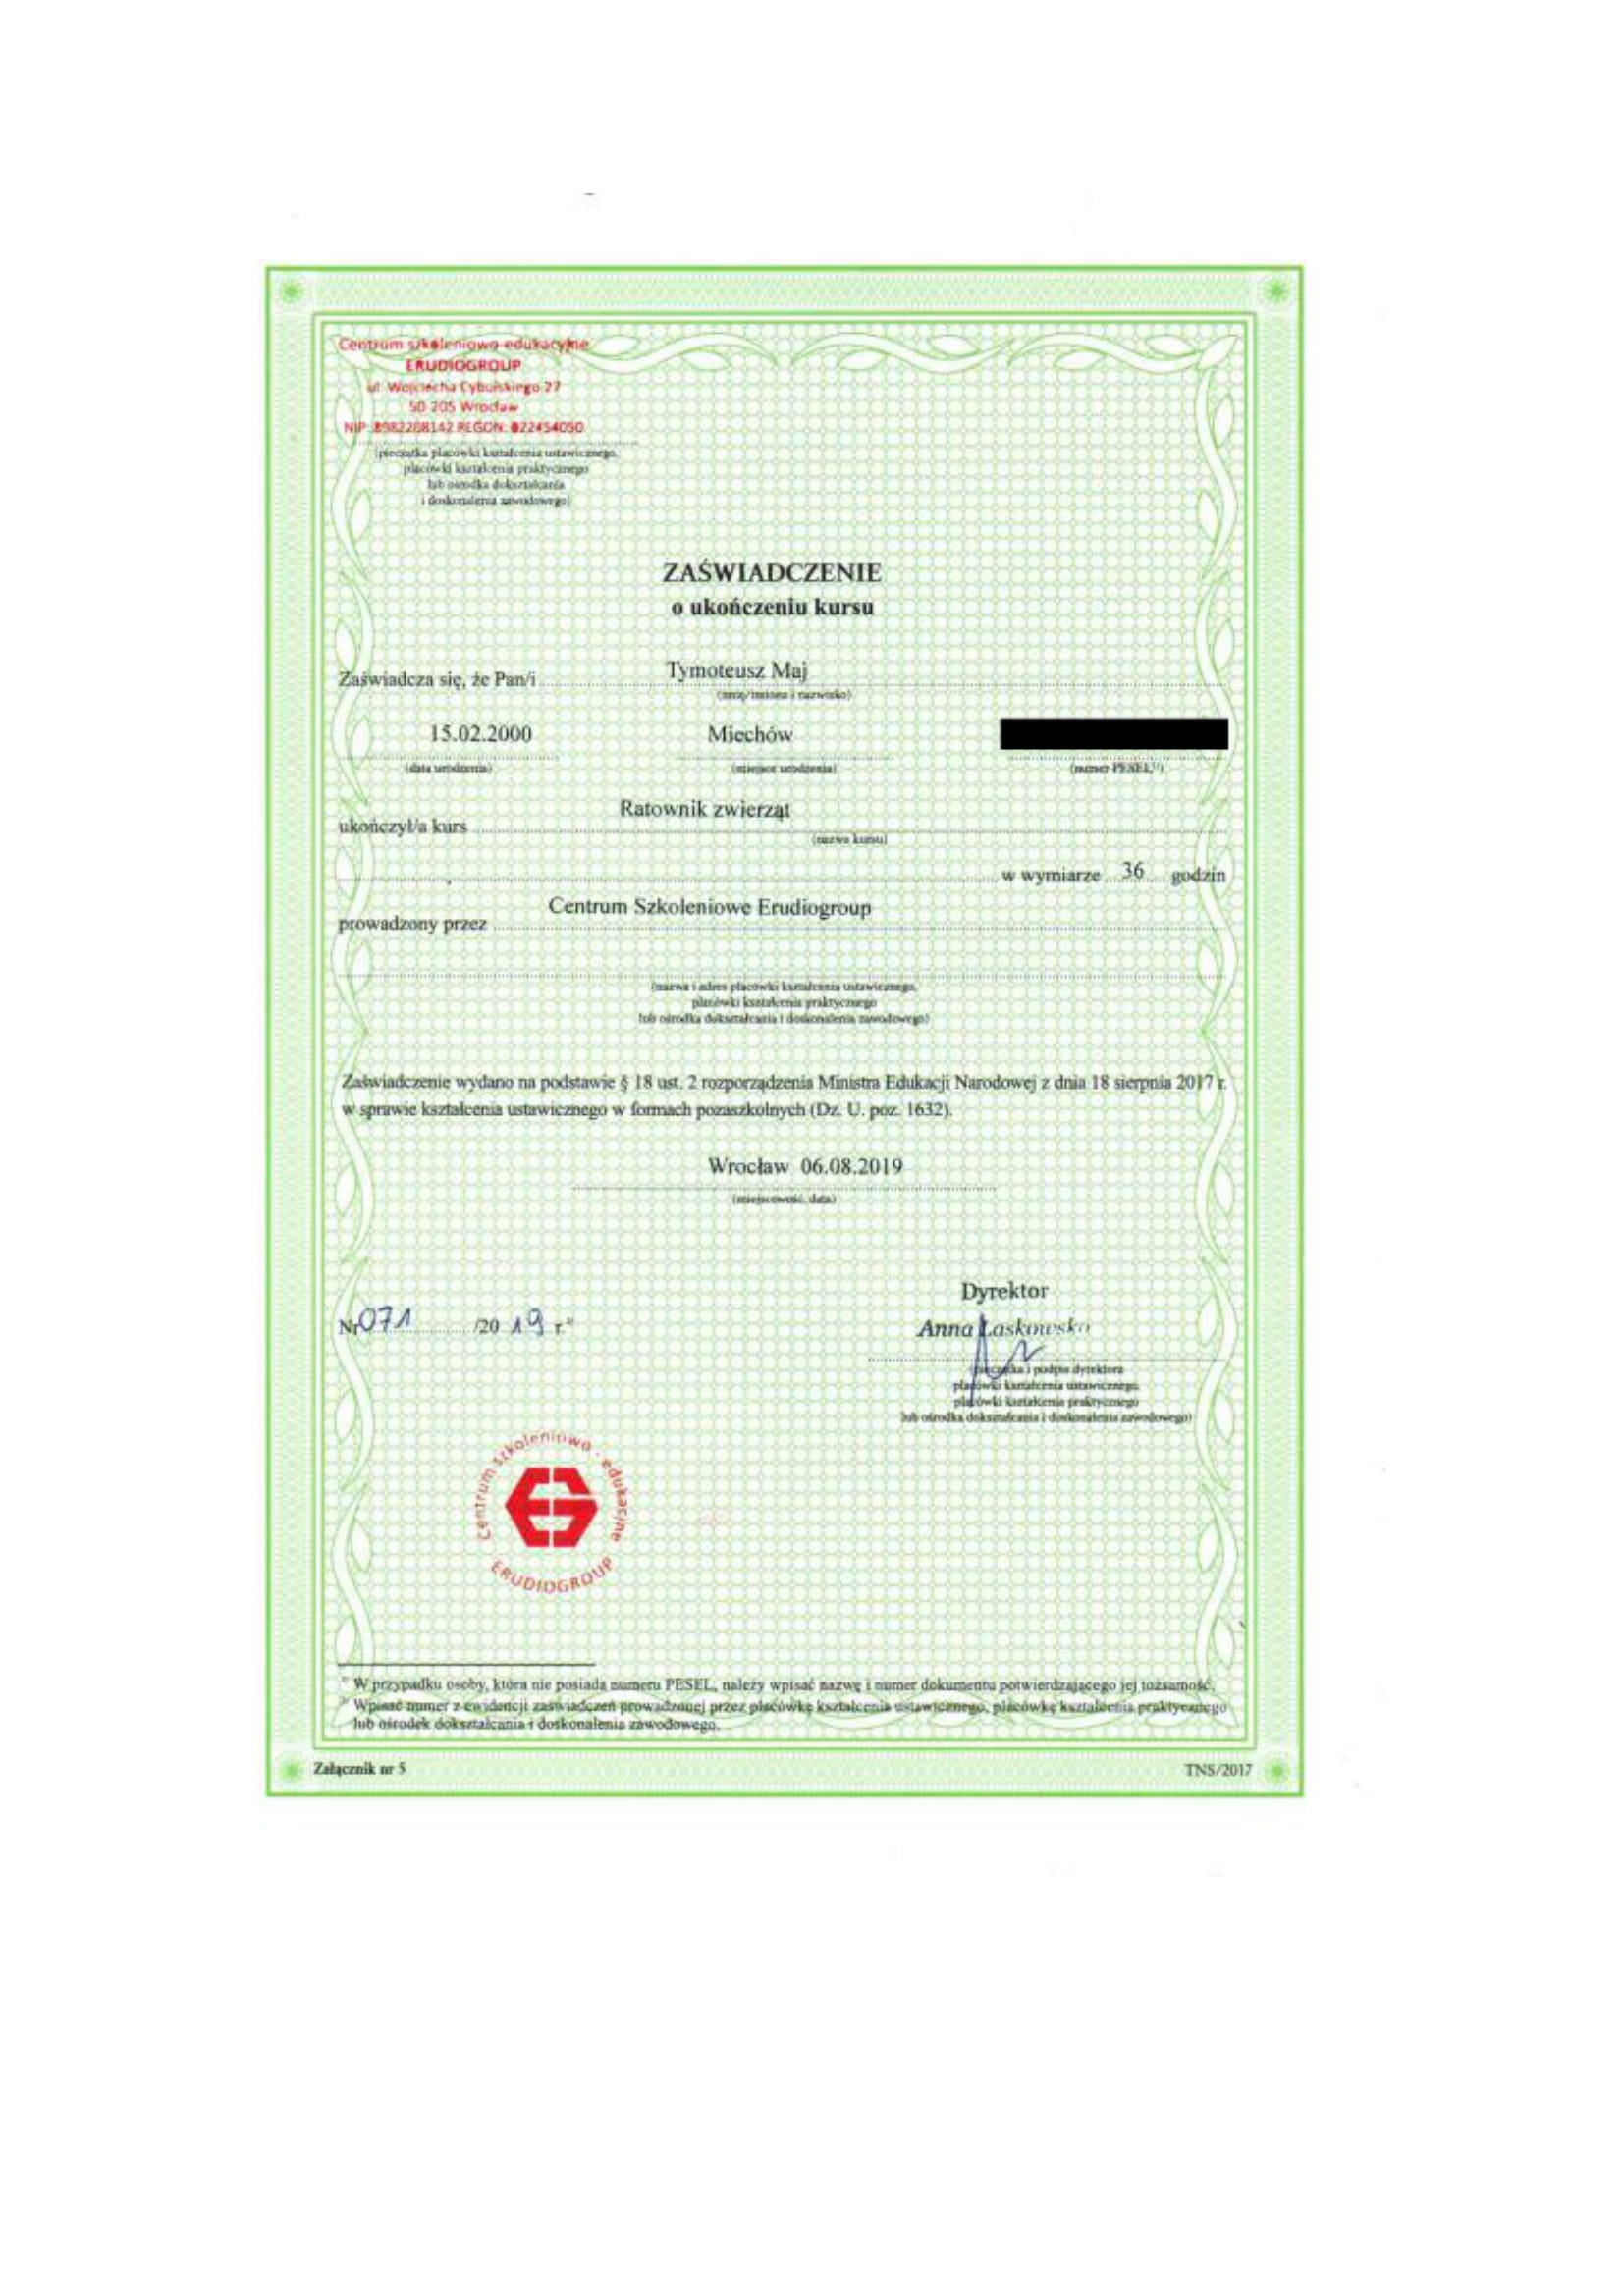 Centrum szkoleniowo-edukacyjne
ERUDIOGROUP
ul. Wojciecha Cybulskiego 27
50-205 Wrocław
NIP: 8982208142 REGON: 022454050
(pieczątka placówki kształcenia ustawicznego,
placówki kształcenia praktycznego
lub ośrodka dokształcania
i doskonalenia zawodowego)
ZAŚWIADCZENIE
o ukończeniu kursu
Zaświadcza się, że Pan/i Tymoteusz Maj
(imię/imiona i nazwisko)
15.02.2000 Miechów
(data urodzenia) (miejsce urodzenia) (numer PESEL¹⁾)
ukończył/a kurs Ratownik zwierząt
(nazwa kursu)
w wymiarze 36 godzin
prowadzony przez Centrum Szkoleniowe Erudiogroup
(nazwa i adres placówki kształcenia ustawicznego,
placówki kształcenia praktycznego
lub ośrodka dokształcania i doskonalenia zawodowego)
Zaświadczenie wydano na podstawie § 18 ust. 2 rozporządzenia Ministra Edukacji Narodowej z dnia 18 sierpnia 2017 r.
w sprawie kształcenia ustawicznego w formach pozaszkolnych (Dz. U. poz. 1632).
Wrocław 06.08.2019
(miejscowość, data)
Dyrektor
Nr 071 /20 19 r.²⁾ Anna Laskowska
(pieczątka i podpis dyrektora
placówki kształcenia ustawicznego,
placówki kształcenia praktycznego
lub ośrodka dokształcania i doskonalenia zawodowego)
Centrum szkoleniowo - edukacyjne
ERUDIOGROUP
¹⁾ W przypadku osoby, która nie posiada numeru PESEL, należy wpisać nazwę i numer dokumentu potwierdzającego jej tożsamość.
²⁾ Wpisać numer z ewidencji zaświadczeń prowadzonej przez placówkę kształcenia ustawicznego, placówkę kształcenia praktycznego
lub ośrodek dokształcania i doskonalenia zawodowego.
Załącznik nr 5 TNS/2017